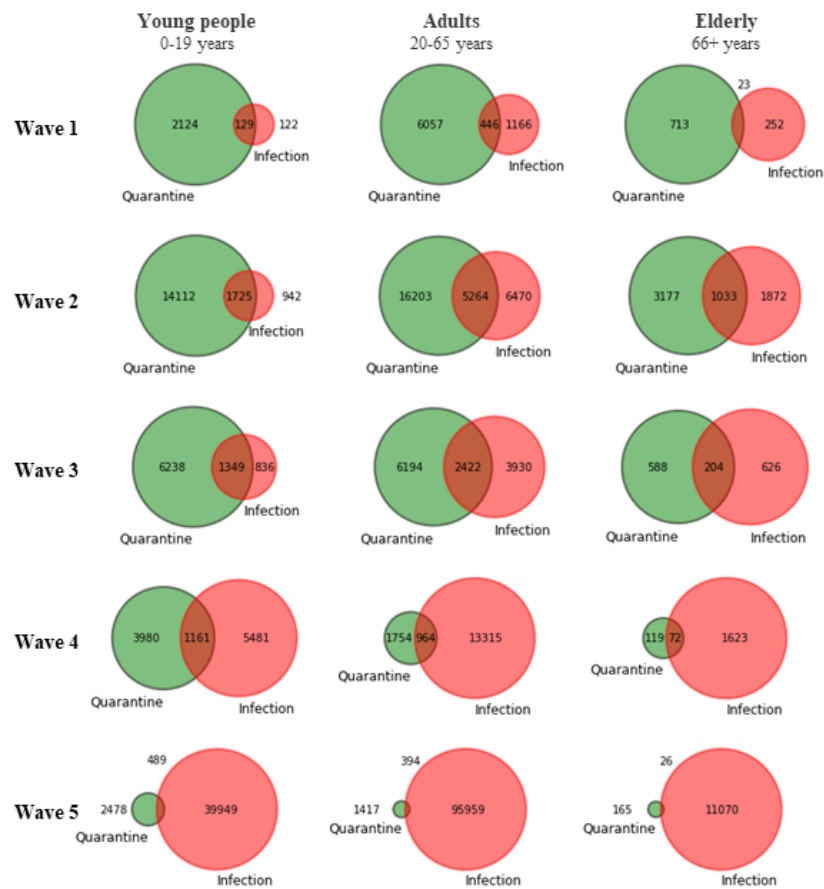 Young people Adults Elderly
0-19 years 20-65 years 66+ years
23
Wave 1 2124 129 122 6057 446 1166 713 252
Infection Infection Infection
Quarantine Quarantine Quarantine
Wave 2 14112 1725 942 16203 5264 6470 3177 1033 1872
Infection Infection Infection
Quarantine Quarantine Quarantine
Wave 3 6238 1349 836 6194 2422 3930 588 204 626
Infection Infection Infection
Quarantine Quarantine Quarantine
Wave 4 3980 1161 5481 1754 964 13315 119 72 1623
Quarantine Quarantine Quarantine
Infection Infection Infection
489 394 26
Wave 5 2478 39949 1417 95959 165 11070
Quarantine Quarantine Quarantine
Infection Infection Infection